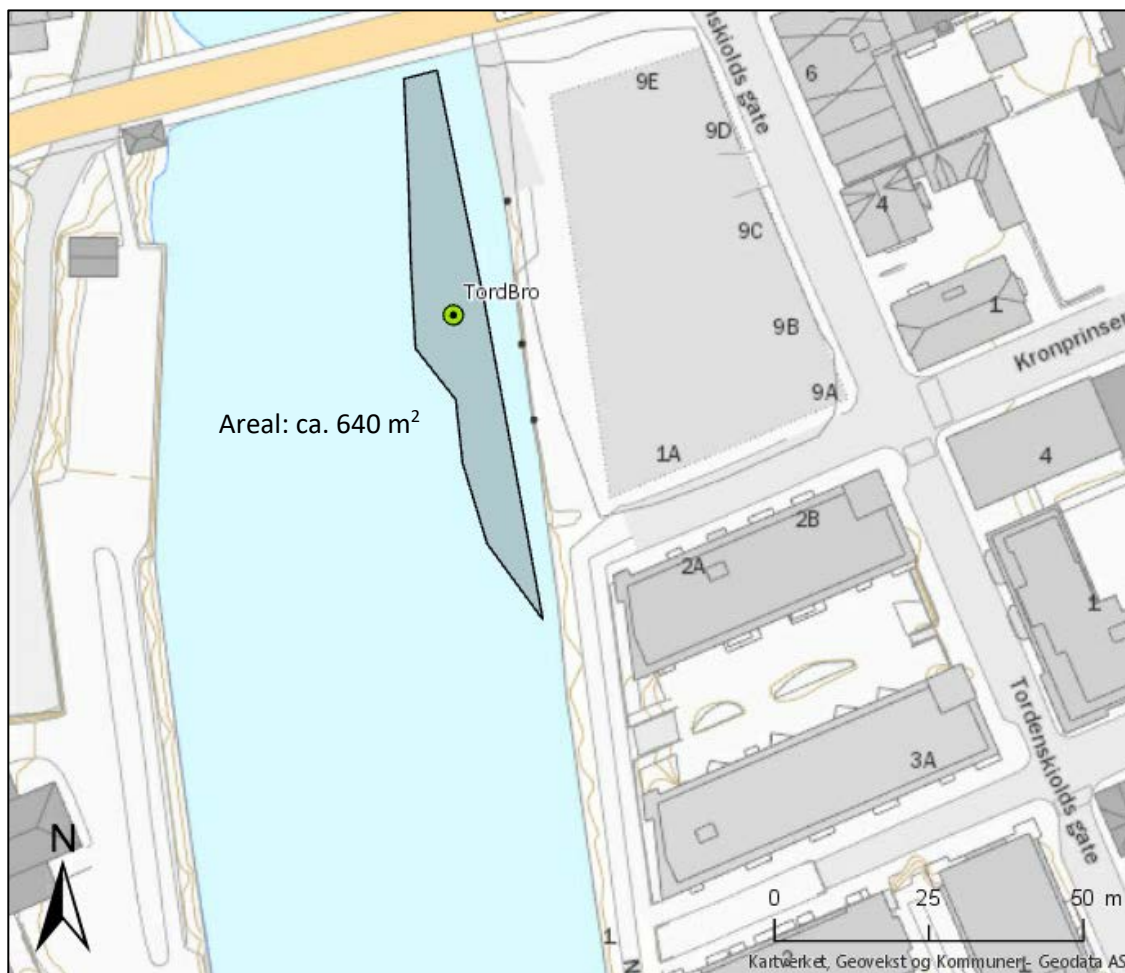 skiolds gate
6
9E
9D
4
9C
TordBro
1
9B
Kronprinsen
9A
Areal: ca. 640 m²
1A
4
2B
2A
1
Tordenskiolds gate
3A
N
0 25 50 m
1
Kartverket, Geovekst og Kommuner - Geodata AS